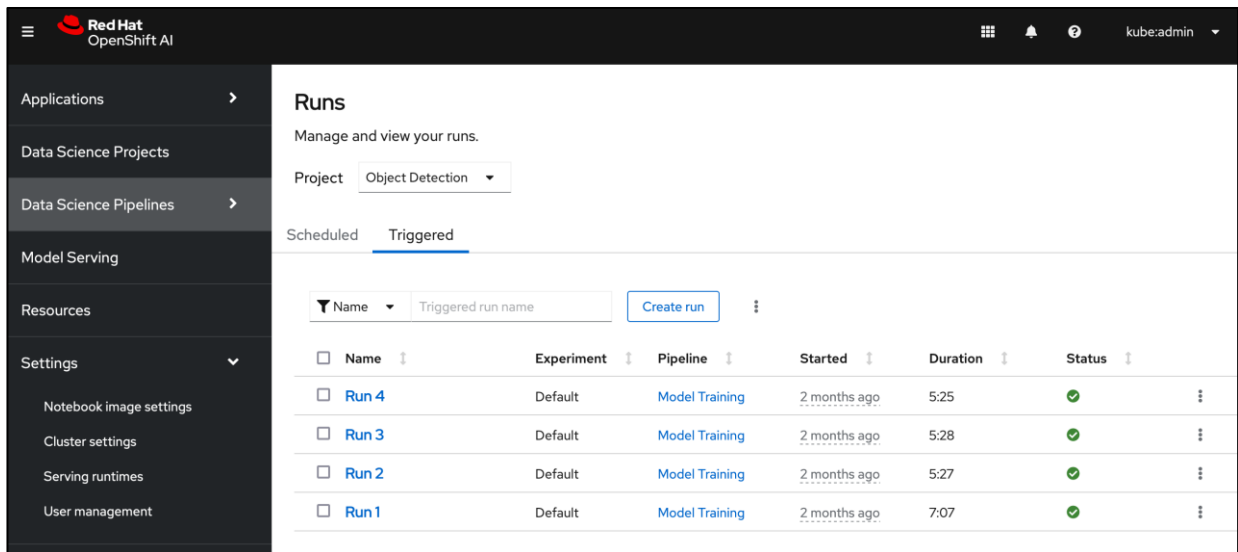 Red Hat
OpenShift AI
kube:admin
Applications
Data Science Projects
Data Science Pipelines
Model Serving
Resources
Settings
Notebook image settings
Cluster settings
Serving runtimes
User management
Runs
Manage and view your runs.
Project Object Detection
Scheduled Triggered
Name Triggered run name Create run
Name Experiment Pipeline Started Duration Status
Run 4 Default Model Training 2 months ago 5:25
Run 3 Default Model Training 2 months ago 5:28
Run 2 Default Model Training 2 months ago 5:27
Run 1 Default Model Training 2 months ago 7:07